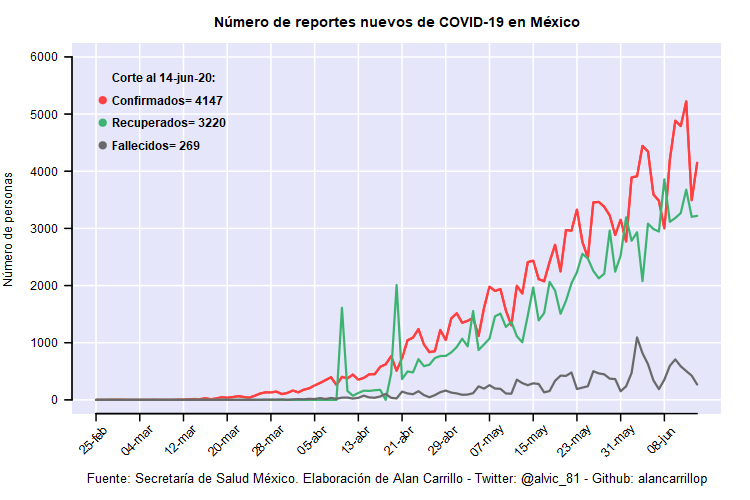 Número de reportes nuevos de COVID-19 en México
Número de personas
6000
5000
4000
3000
2000
1000
0
Corte al 14-jun-20:
Confirmados= 4147
Recuperados= 3220
Fallecidos= 269
25-feb
04-mar
12-mar
20-mar
28-mar
05-abr
13-abr
21-abr
29-abr
07-may
15-may
23-may
31-may
08-jun
Fuente: Secretaría de Salud México. Elaboración de Alan Carrillo - Twitter: @alvic_81 - Github: alancarrillop